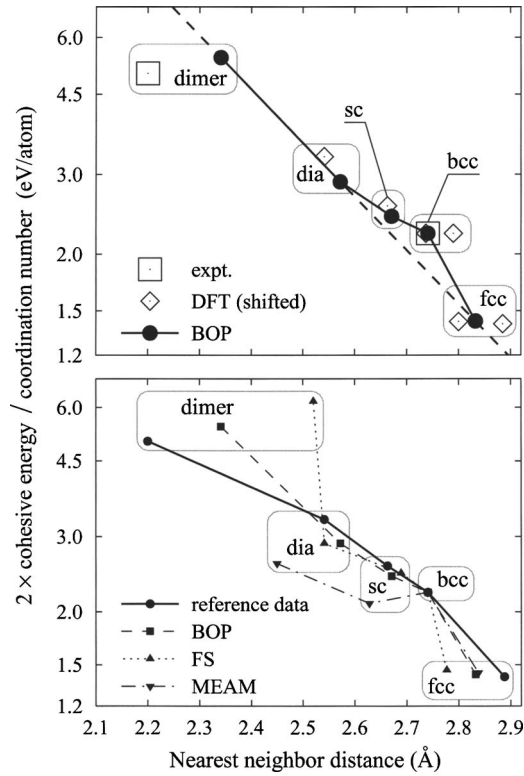 6.0
4.5
3.0
2.0
1.5
1.2
dimer
sc
dia
bcc
fcc
expt.
DFT (shifted)
BOP
2 × cohesive energy / coordination number (eV/atom)
6.0
4.5
3.0
2.0
1.5
1.2
dimer
dia
sc
bcc
fcc
reference data
BOP
FS
MEAM
2.1 2.2 2.3 2.4 2.5 2.6 2.7 2.8 2.9
Nearest neighbor distance (Å)